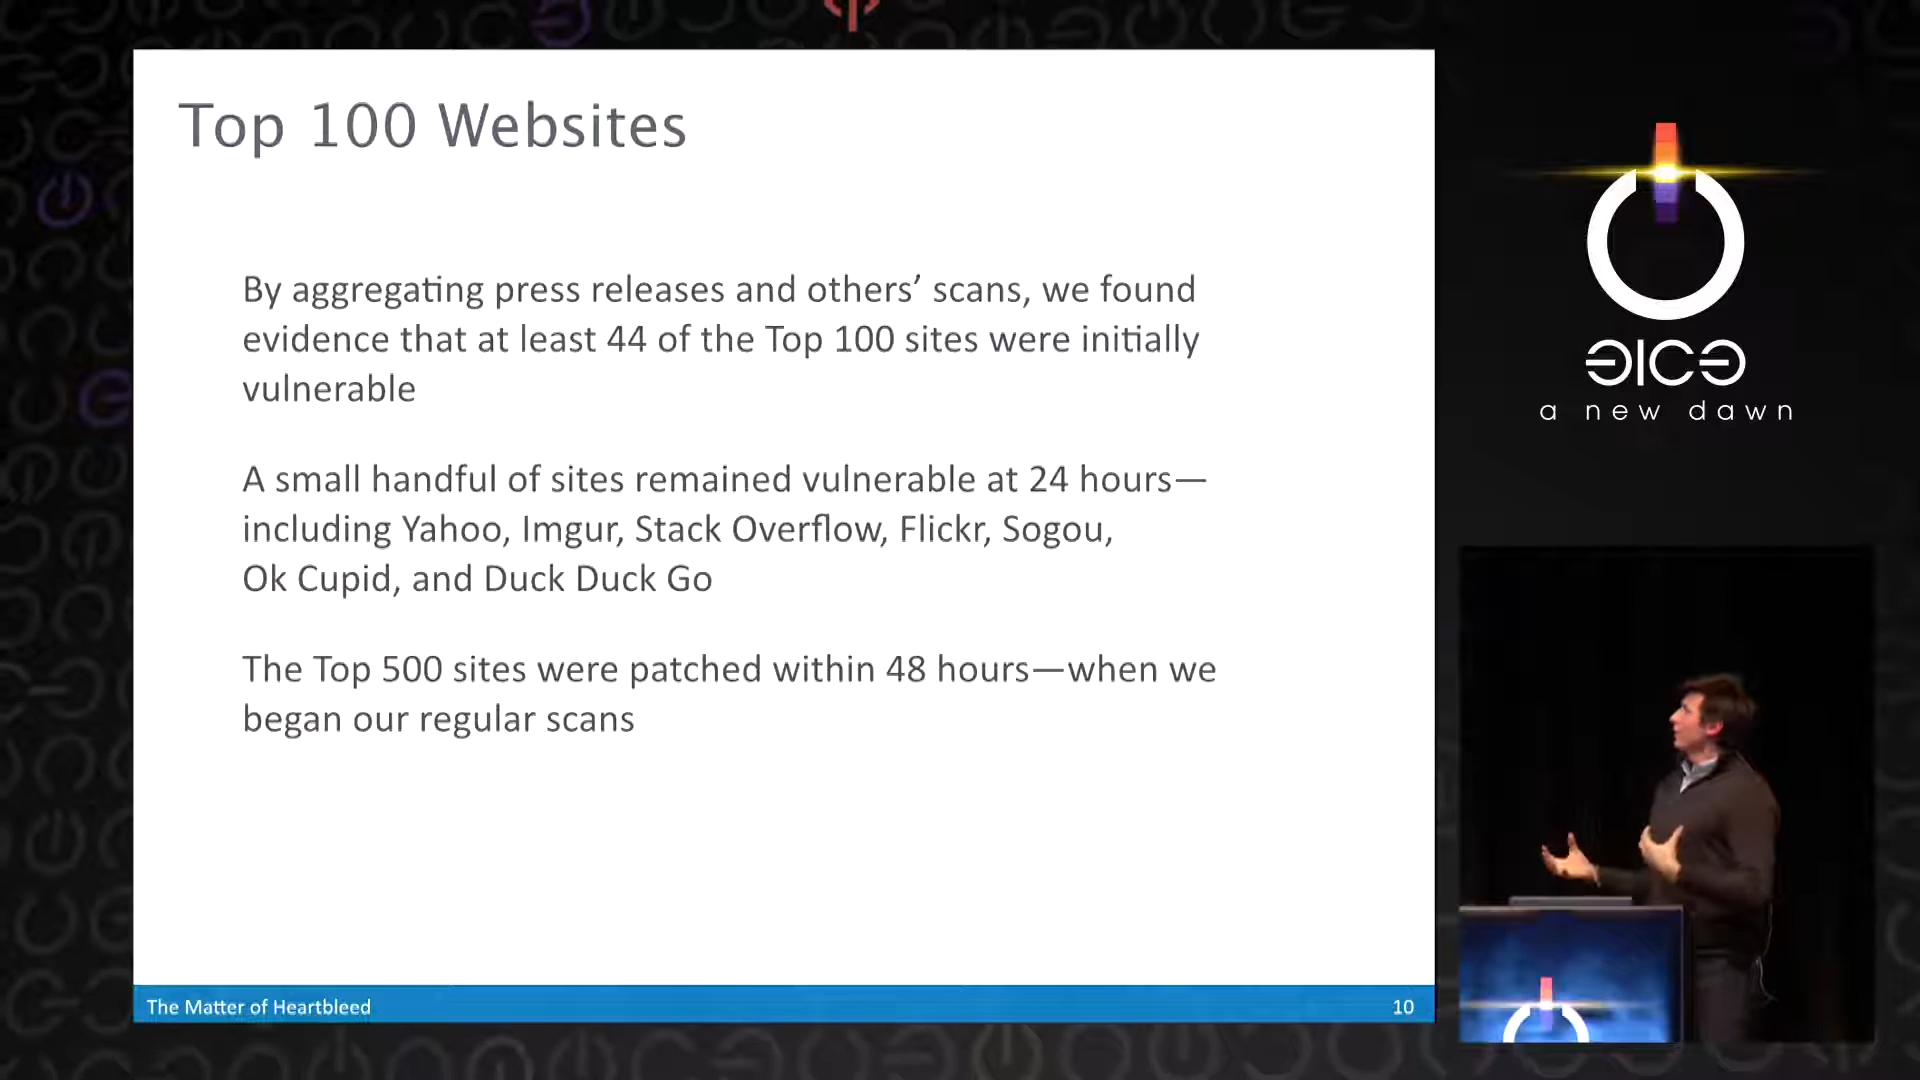 Top 100 Websites
By aggregating press releases and others’ scans, we found
evidence that at least 44 of the Top 100 sites were initially
vulnerable
A small handful of sites remained vulnerable at 24 hours—
including Yahoo, Imgur, Stack Overflow, Flickr, Sogou,
Ok Cupid, and Duck Duck Go
The Top 500 sites were patched within 48 hours—when we
began our regular scans
The Matter of Heartbleed
10
a new dawn